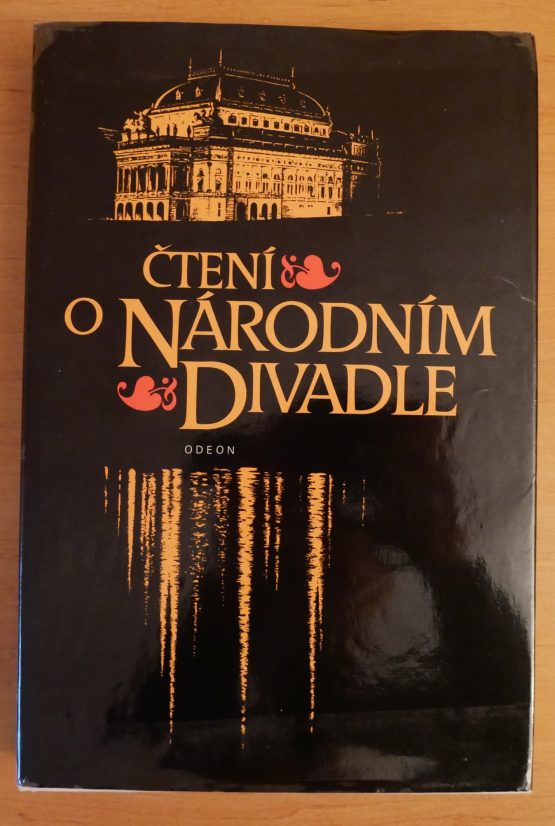 ČTENÍ
O NÁRODNÍM
DIVADLE
ODEON